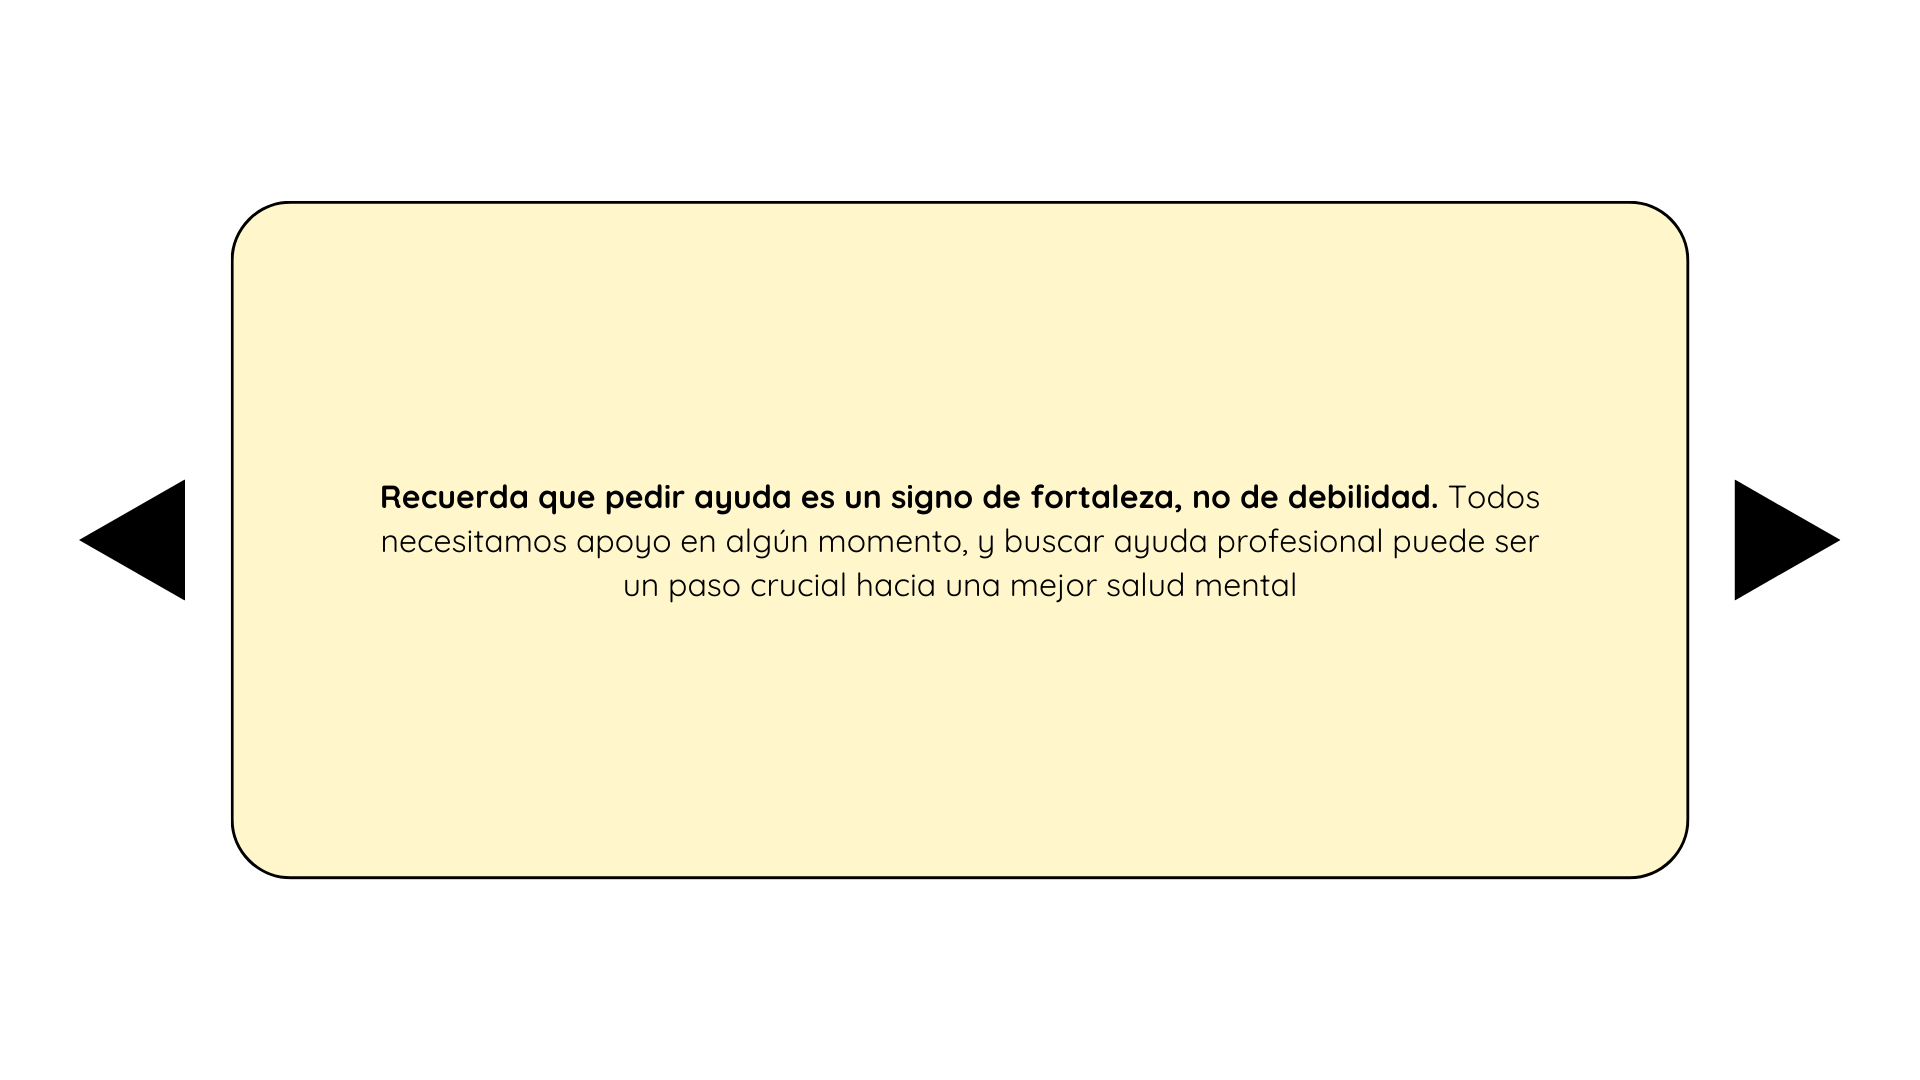 Recuerda que pedir ayuda es un signo de fortaleza, no de debilidad. Todos
necesitamos apoyo en algún momento, y buscar ayuda profesional puede ser
un paso crucial hacia una mejor salud mental